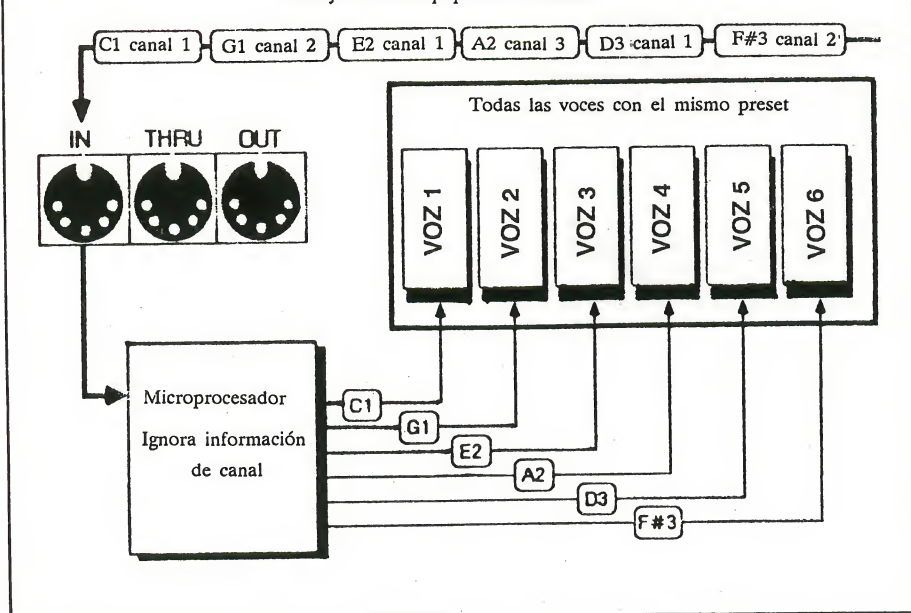 C1 canal 1 G1 canal 2 E2 canal 1 A2 canal 3 D3 canal 1 F#3 canal 2
Todas las voces con el mismo preset
IN THRU OUT
VOZ 1 VOZ 2 VOZ 3 VOZ 4 VOZ 5 VOZ 6
Microprocesador
Ignora información
de canal
C1
G1
E2
A2
D3
F#3